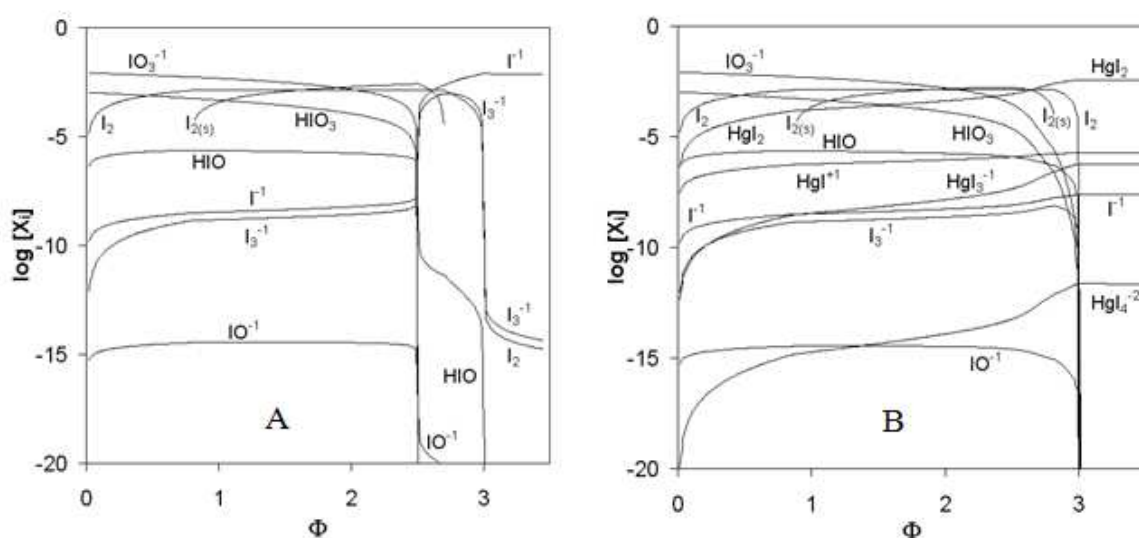 0
-5
-10
-15
-20
log [Xᵢ]
0
1
2
3
Φ
IO₃⁻¹
I₂
I₂₍ₛ₎
HIO₃
HIO
I⁻¹
I₃⁻¹
IO⁻¹
A
I⁻¹
I₃⁻¹
I₃⁻¹
I₂
HIO
IO⁻¹
0
-5
-10
-15
-20
log [Xᵢ]
0
1
2
3
Φ
IO₃⁻¹
HgI₂
I₂
I₂₍ₛ₎
I₂₍ₛ₎
I₂
HgI₂
HIO
HIO₃
HgI⁺¹
HgI₃⁻¹
I⁻¹
I⁻¹
I₃⁻¹
HgI₄⁻²
IO⁻¹
B